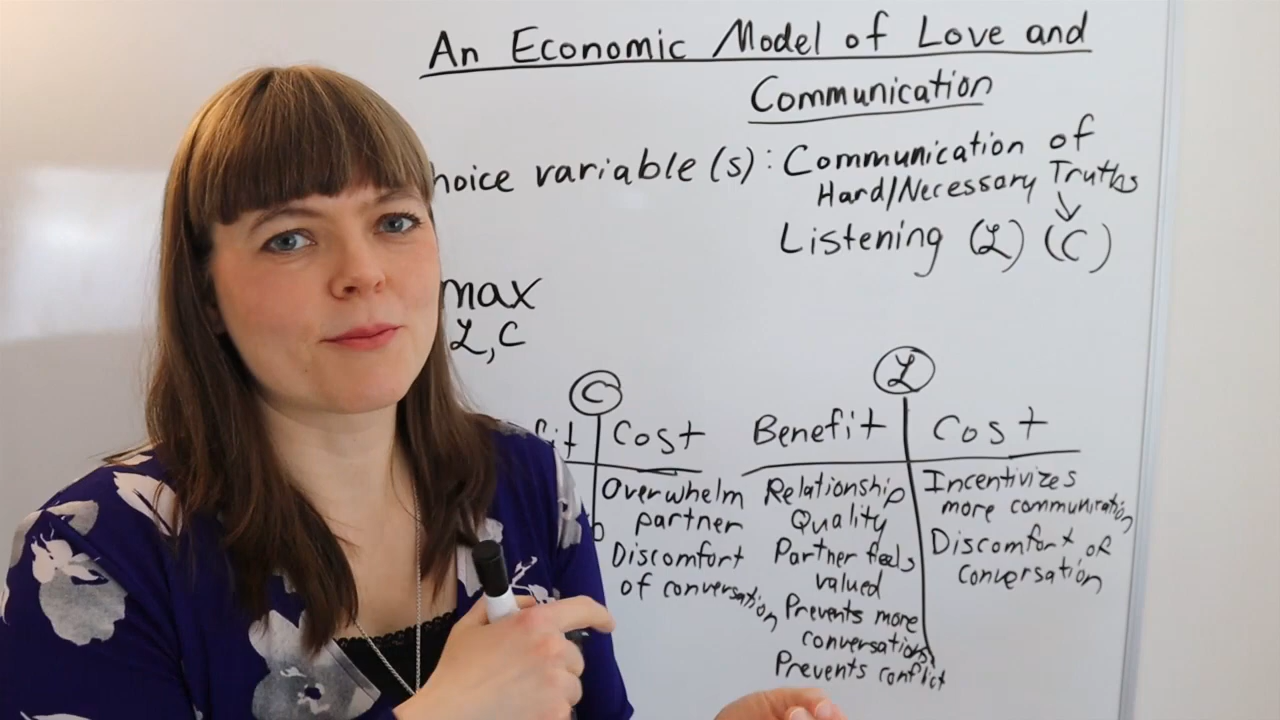 An Economic Model of Love and
Communication
hoice variable(s): Communication of
Hard/Necessary Truths
Listening (L) (C)
max
L, C
C
fit Cost
Overwhelm
partner
Discomfort
of conversation
L
Benefit Cost
Relationship
Quality
Partner feels
valued
Prevents more
conversations
Prevents conflict
Incentivizes
more communication
Discomfort of
conversation